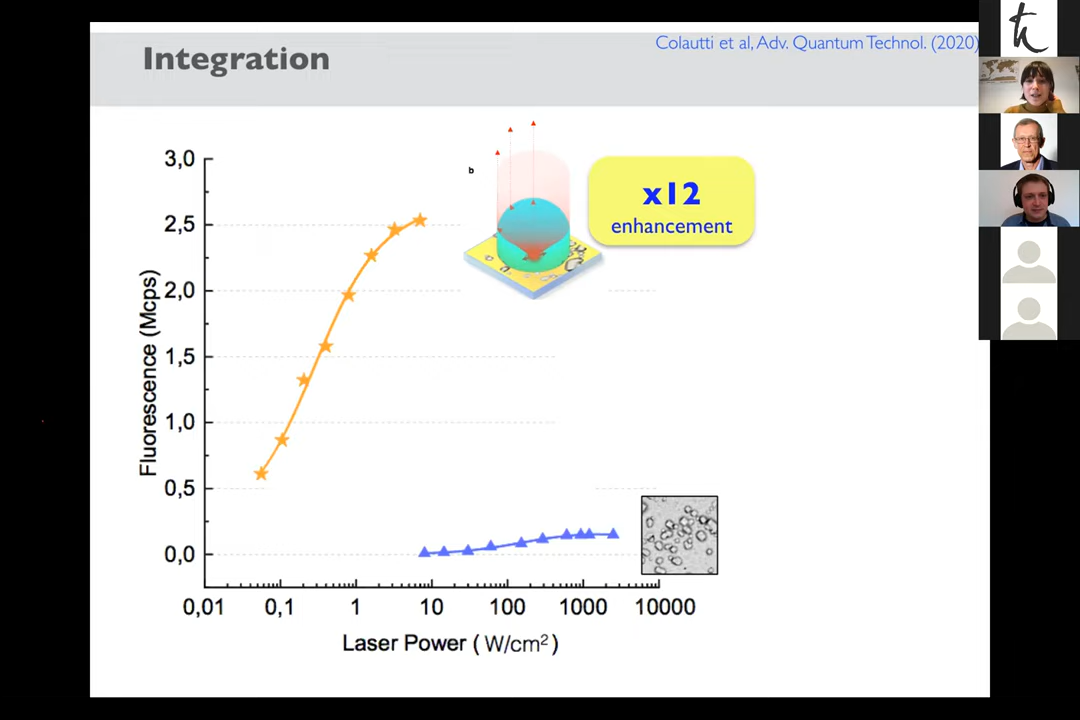 Integration
Colautti et al, Adv. Quantum Technol. (2020)
b
x12
enhancement
Fluorescence (Mcps)
3,0
2,5
2,0
1,5
1,0
0,5
0,0
0,01 0,1 1 10 100 1000 10000
Laser Power ( W/cm²)